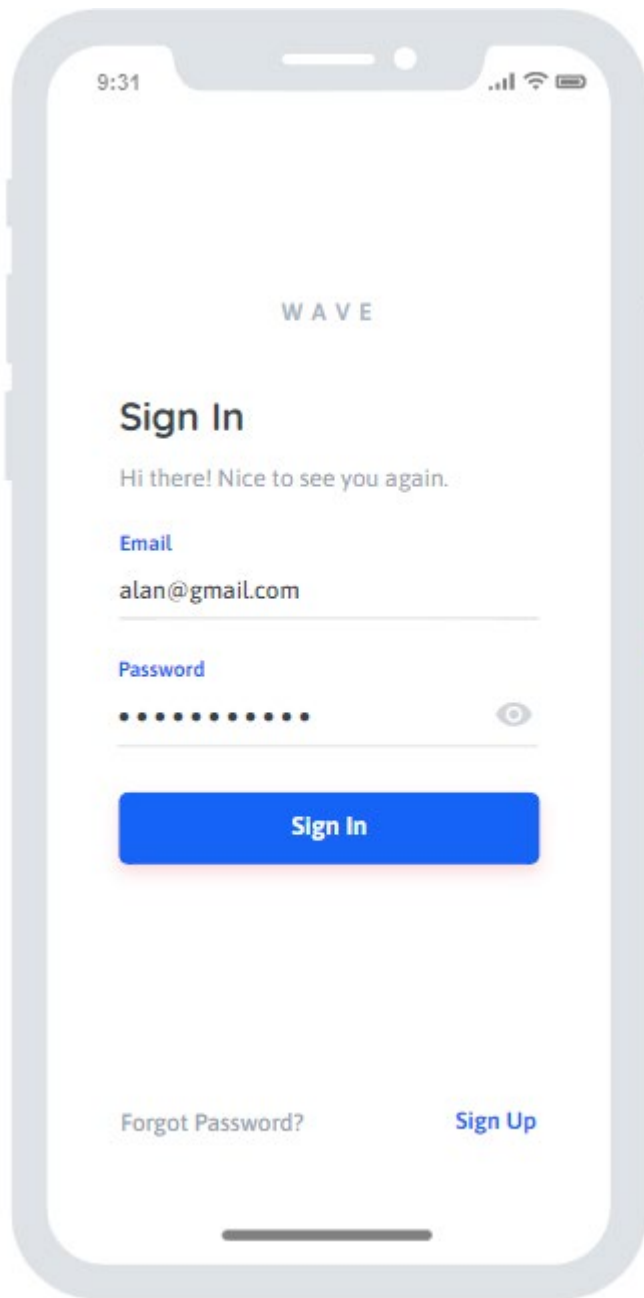 9:31
WAVE
Sign In
Hi there! Nice to see you again.
Email
alan@gmail.com
Password
•••••••••••
Sign In
Forgot Password? Sign Up